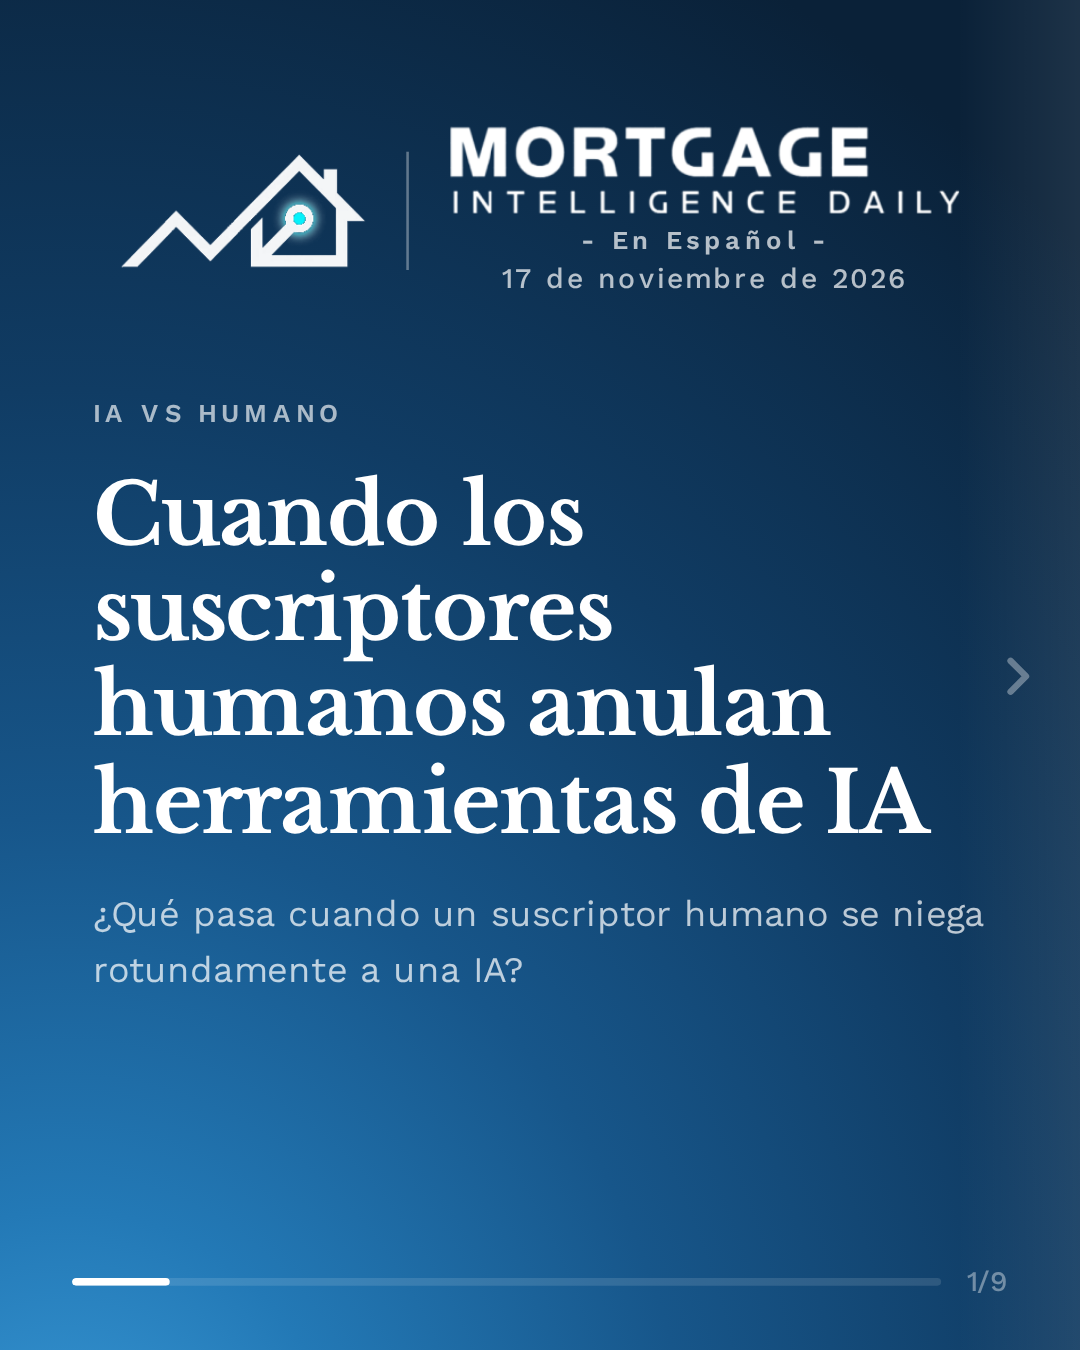 MORTGAGE
INTELLIGENCE DAILY
- En Español -
17 de noviembre de 2026
IA VS HUMANO
Cuando los
suscriptores
humanos anulan
herramientas de IA
¿Qué pasa cuando un suscriptor humano se niega
rotundamente a una IA?
1/9